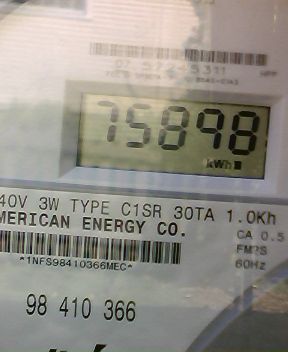 75898
kWh
40V 3W TYPE C1SR 30TA 1.0Kh
MERICAN ENERGY CO.
CA 0.5
FM2S
60Hz
*1NFS98410366MEC*
98 410 366